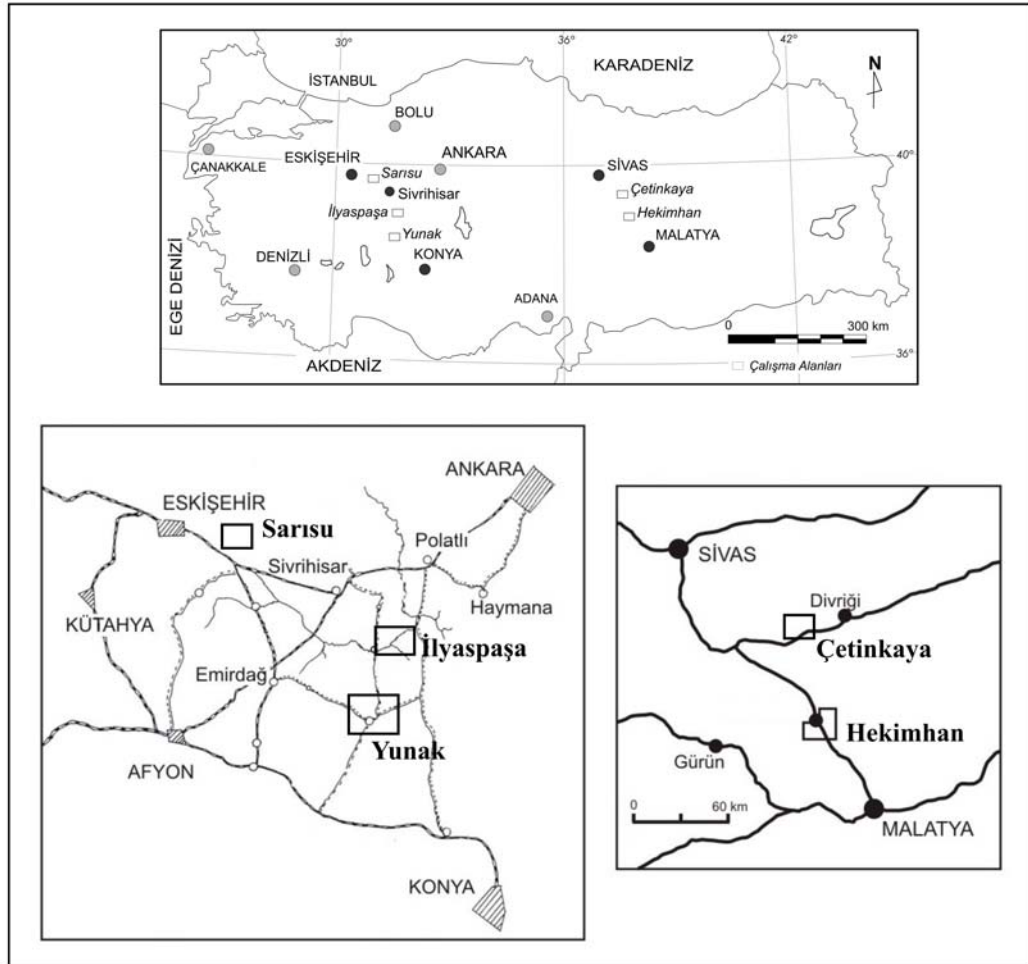 30°
36°
42°
KARADENİZ
N
İSTANBUL
BOLU
ÇANAKKALE
ESKİŞEHİR
ANKARA
SİVAS
40°
Sarısu
Sivrihisar
Çetinkaya
İlyaspaşa
Hekimhan
Yunak
MALATYA
DENİZLİ
KONYA
EGE DENİZİ
ADANA
0 300 km
AKDENİZ
36°
Çalışma Alanları
ANKARA
ESKİŞEHİR
Sarısu
Polatlı
Sivrihisar
Haymana
KÜTAHYA
İlyaspaşa
Emirdağ
Yunak
AFYON
KONYA
SİVAS
Divriği
Çetinkaya
Hekimhan
Gürün
0 60 km
MALATYA